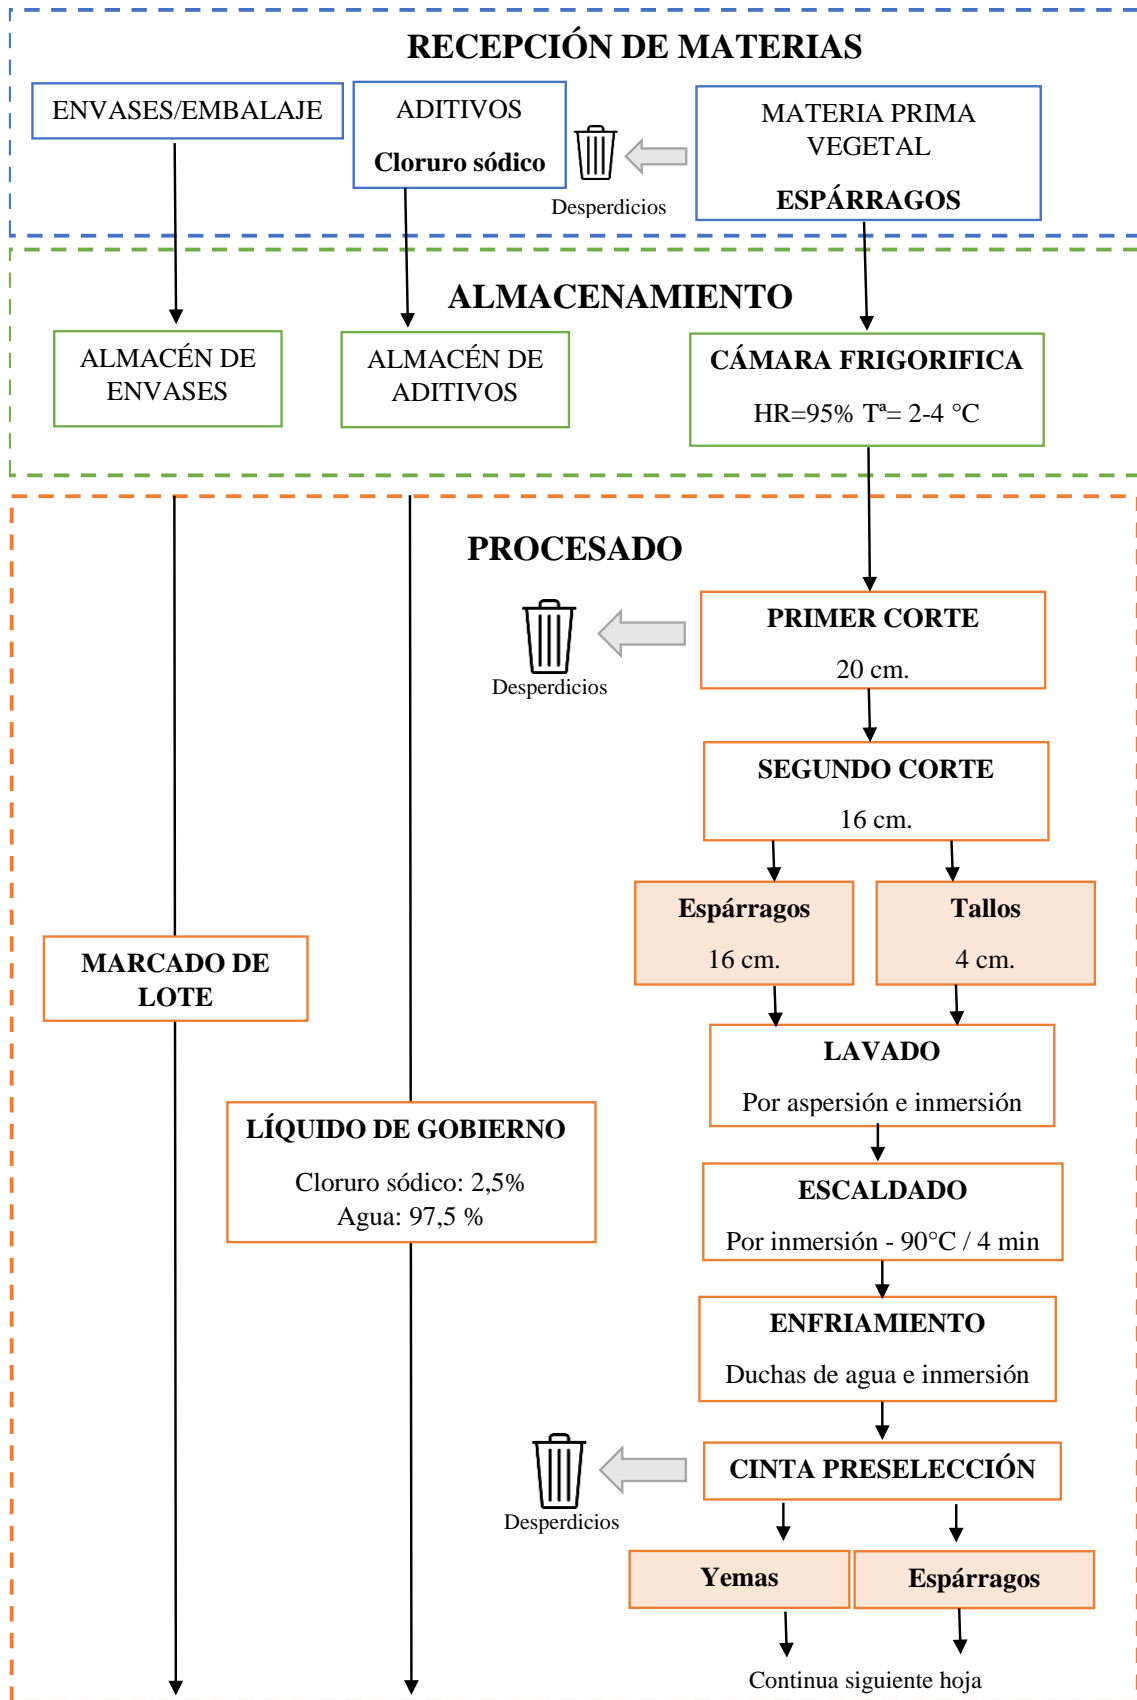 RECEPCIÓN DE MATERIAS
ENVASES/EMBALAJE
ADITIVOS
Cloruro sódico
Desperdicios
MATERIA PRIMA
VEGETAL
ESPÁRRAGOS
ALMACENAMIENTO
ALMACÉN DE
ENVASES
ALMACÉN DE
ADITIVOS
CÁMARA FRIGORIFICA
HR=95% Tª= 2-4 °C
PROCESADO
PRIMER CORTE
20 cm.
Desperdicios
SEGUNDO CORTE
16 cm.
Espárragos
16 cm.
Tallos
4 cm.
MARCADO DE
LOTE
LAVADO
Por aspersión e inmersión
LÍQUIDO DE GOBIERNO
Cloruro sódico: 2,5%
Agua: 97,5 %
ESCALDADO
Por inmersión - 90°C / 4 min
ENFRIAMIENTO
Duchas de agua e inmersión
CINTA PRESELECCIÓN
Desperdicios
Yemas
Espárragos
Continua siguiente hoja